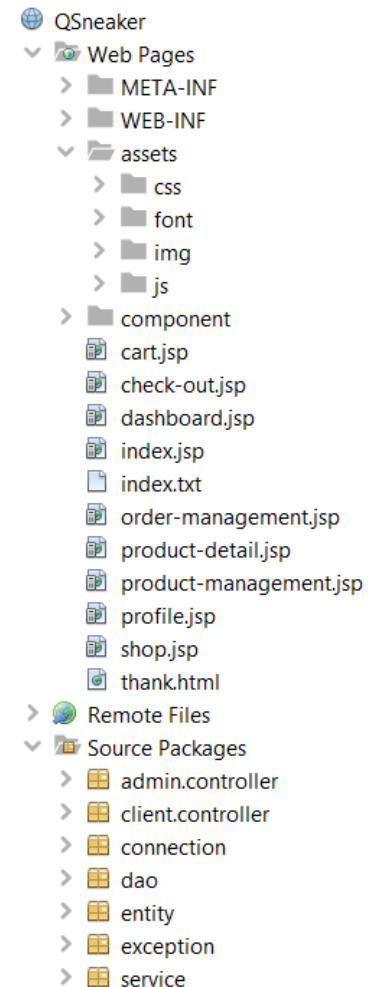 QSneaker
Web Pages
META-INF
WEB-INF
assets
css
font
img
js
component
cart.jsp
check-out.jsp
dashboard.jsp
index.jsp
index.txt
order-management.jsp
product-detail.jsp
product-management.jsp
profile.jsp
shop.jsp
thank.html
Remote Files
Source Packages
admin.controller
client.controller
connection
dao
entity
exception
service